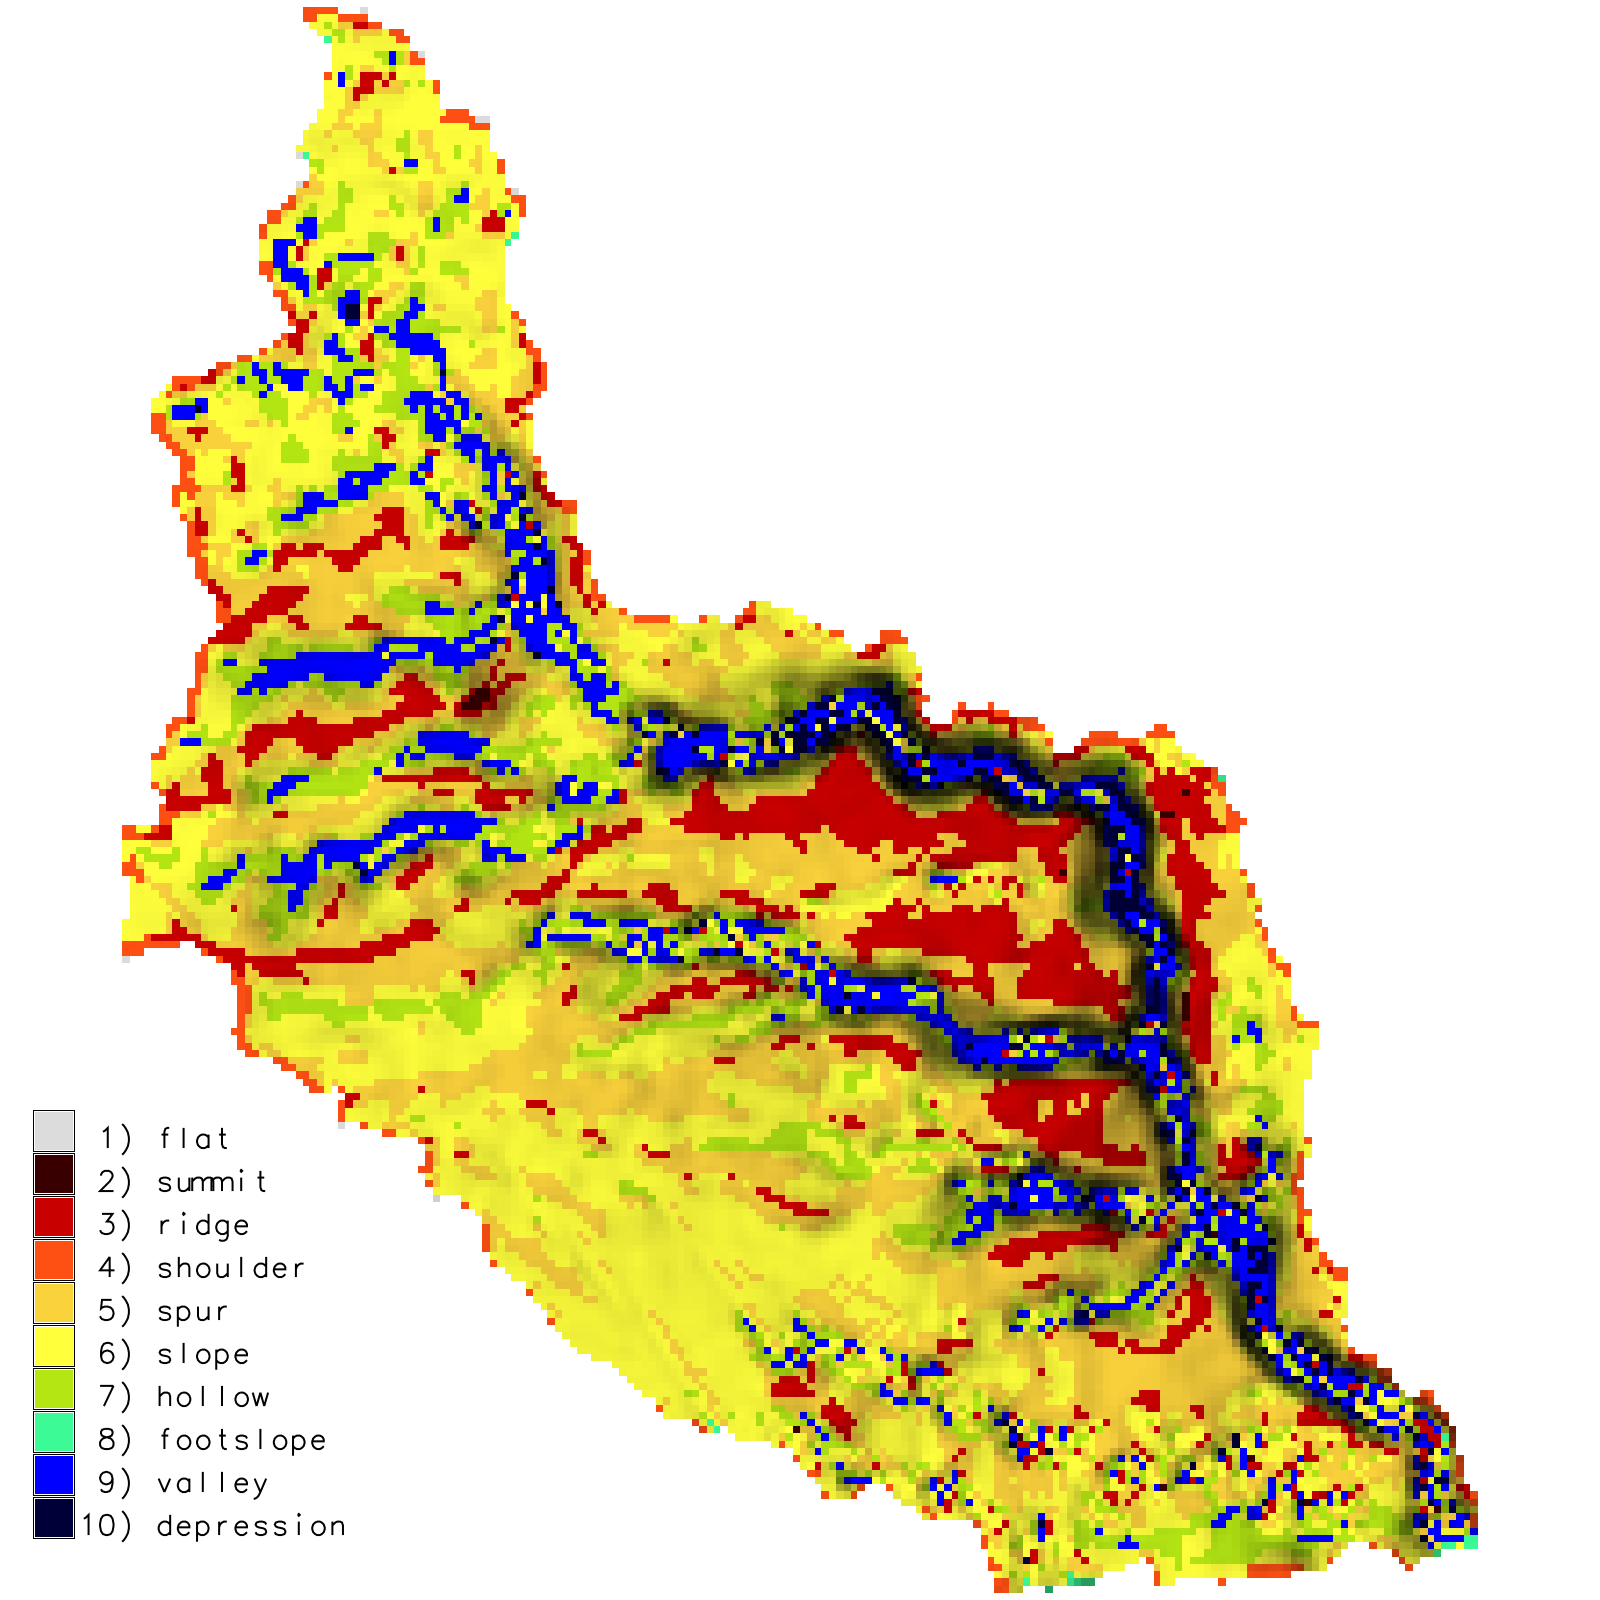 1) flat
2) summit
3) ridge
4) shoulder
5) spur
6) slope
7) hollow
8) footslope
9) valley
10) depression